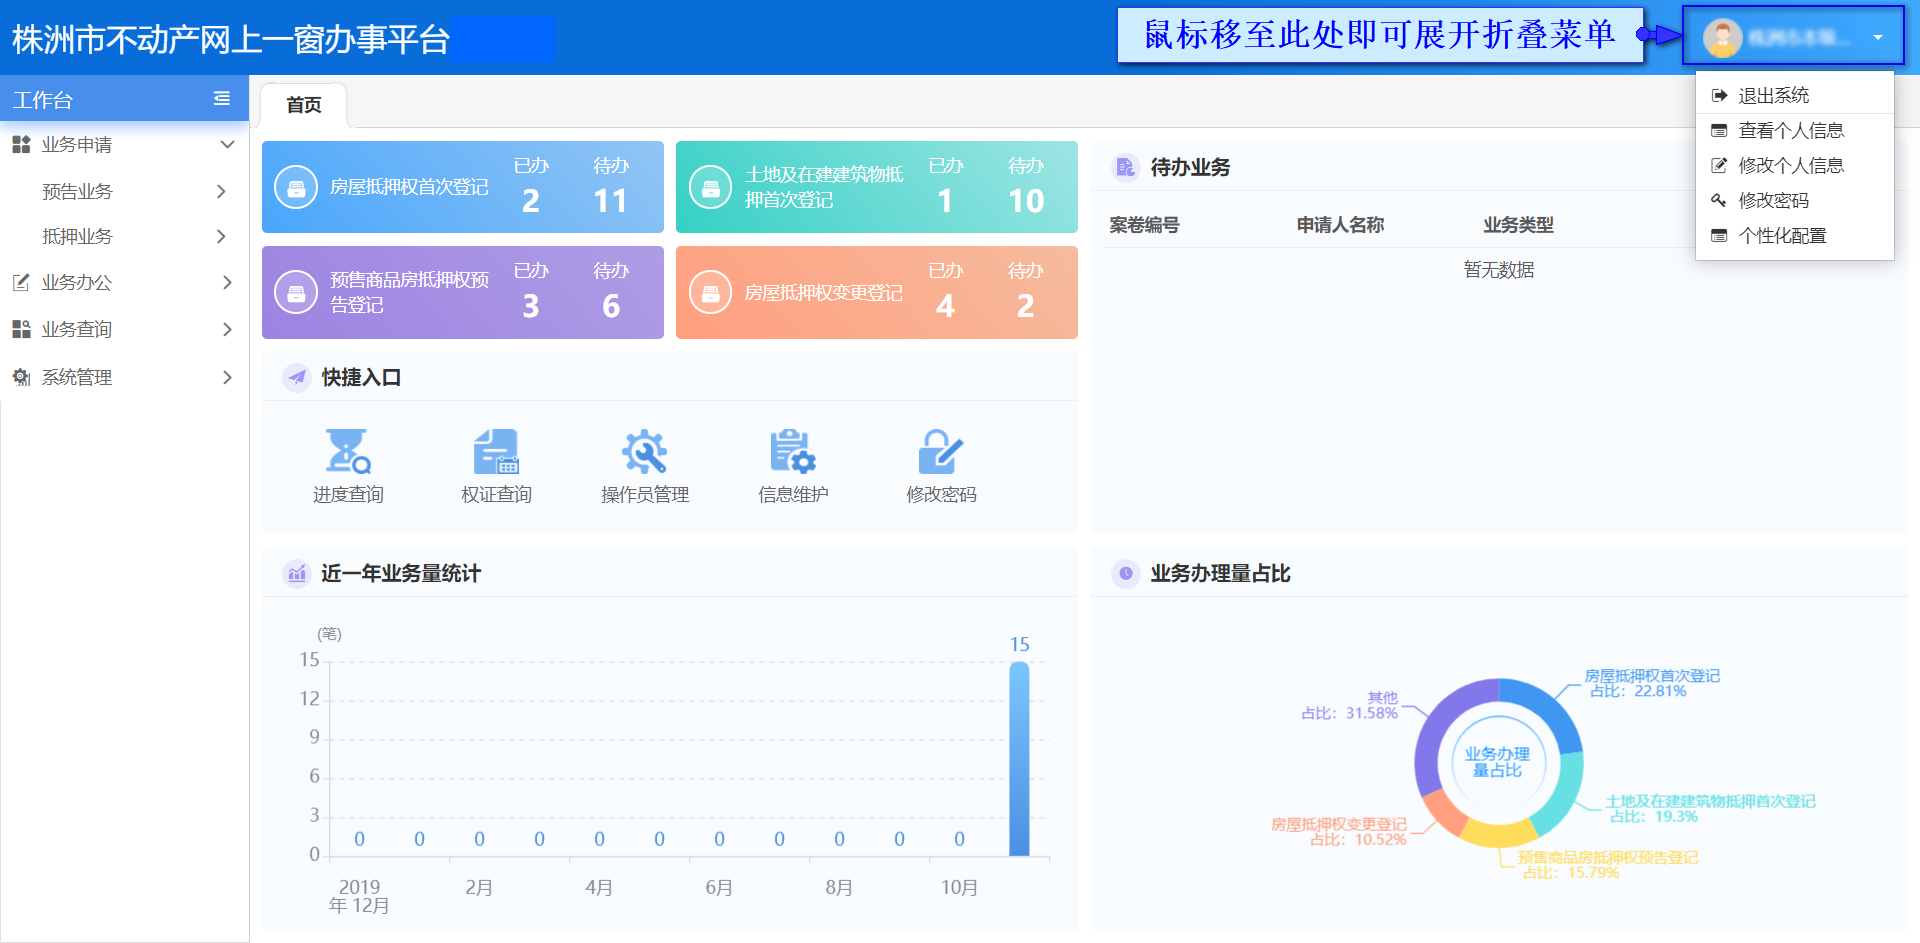 株洲市不动产网上一窗办事平台
鼠标移至此处即可展开折叠菜单
工作台
首页
退出系统
查看个人信息
修改个人信息
修改密码
个性化配置
业务申请
预告业务
抵押业务
业务办公
业务查询
系统管理
房屋抵押权首次登记
已办
2
待办
11
土地及在建建筑物抵
押首次登记
已办
1
待办
10
预售商品房抵押权预
告登记
已办
3
待办
6
房屋抵押权变更登记
已办
4
待办
2
待办业务
案卷编号 申请人名称 业务类型
暂无数据
快捷入口
进度查询
权证查询
操作员管理
信息维护
修改密码
近一年业务量统计
(笔)
15
12
9
6
3
0
0 0 0 0 0 0 0 0 0 0 0 15
2019
年 12月
2月
4月
6月
8月
10月
业务办理量占比
业务办理
量占比
房屋抵押权首次登记
占比：22.81%
其他
占比：31.58%
土地及在建建筑物抵押首次登记
占比：19.3%
房屋抵押权变更登记
占比：10.52%
预售商品房抵押权预告登记
占比：15.79%